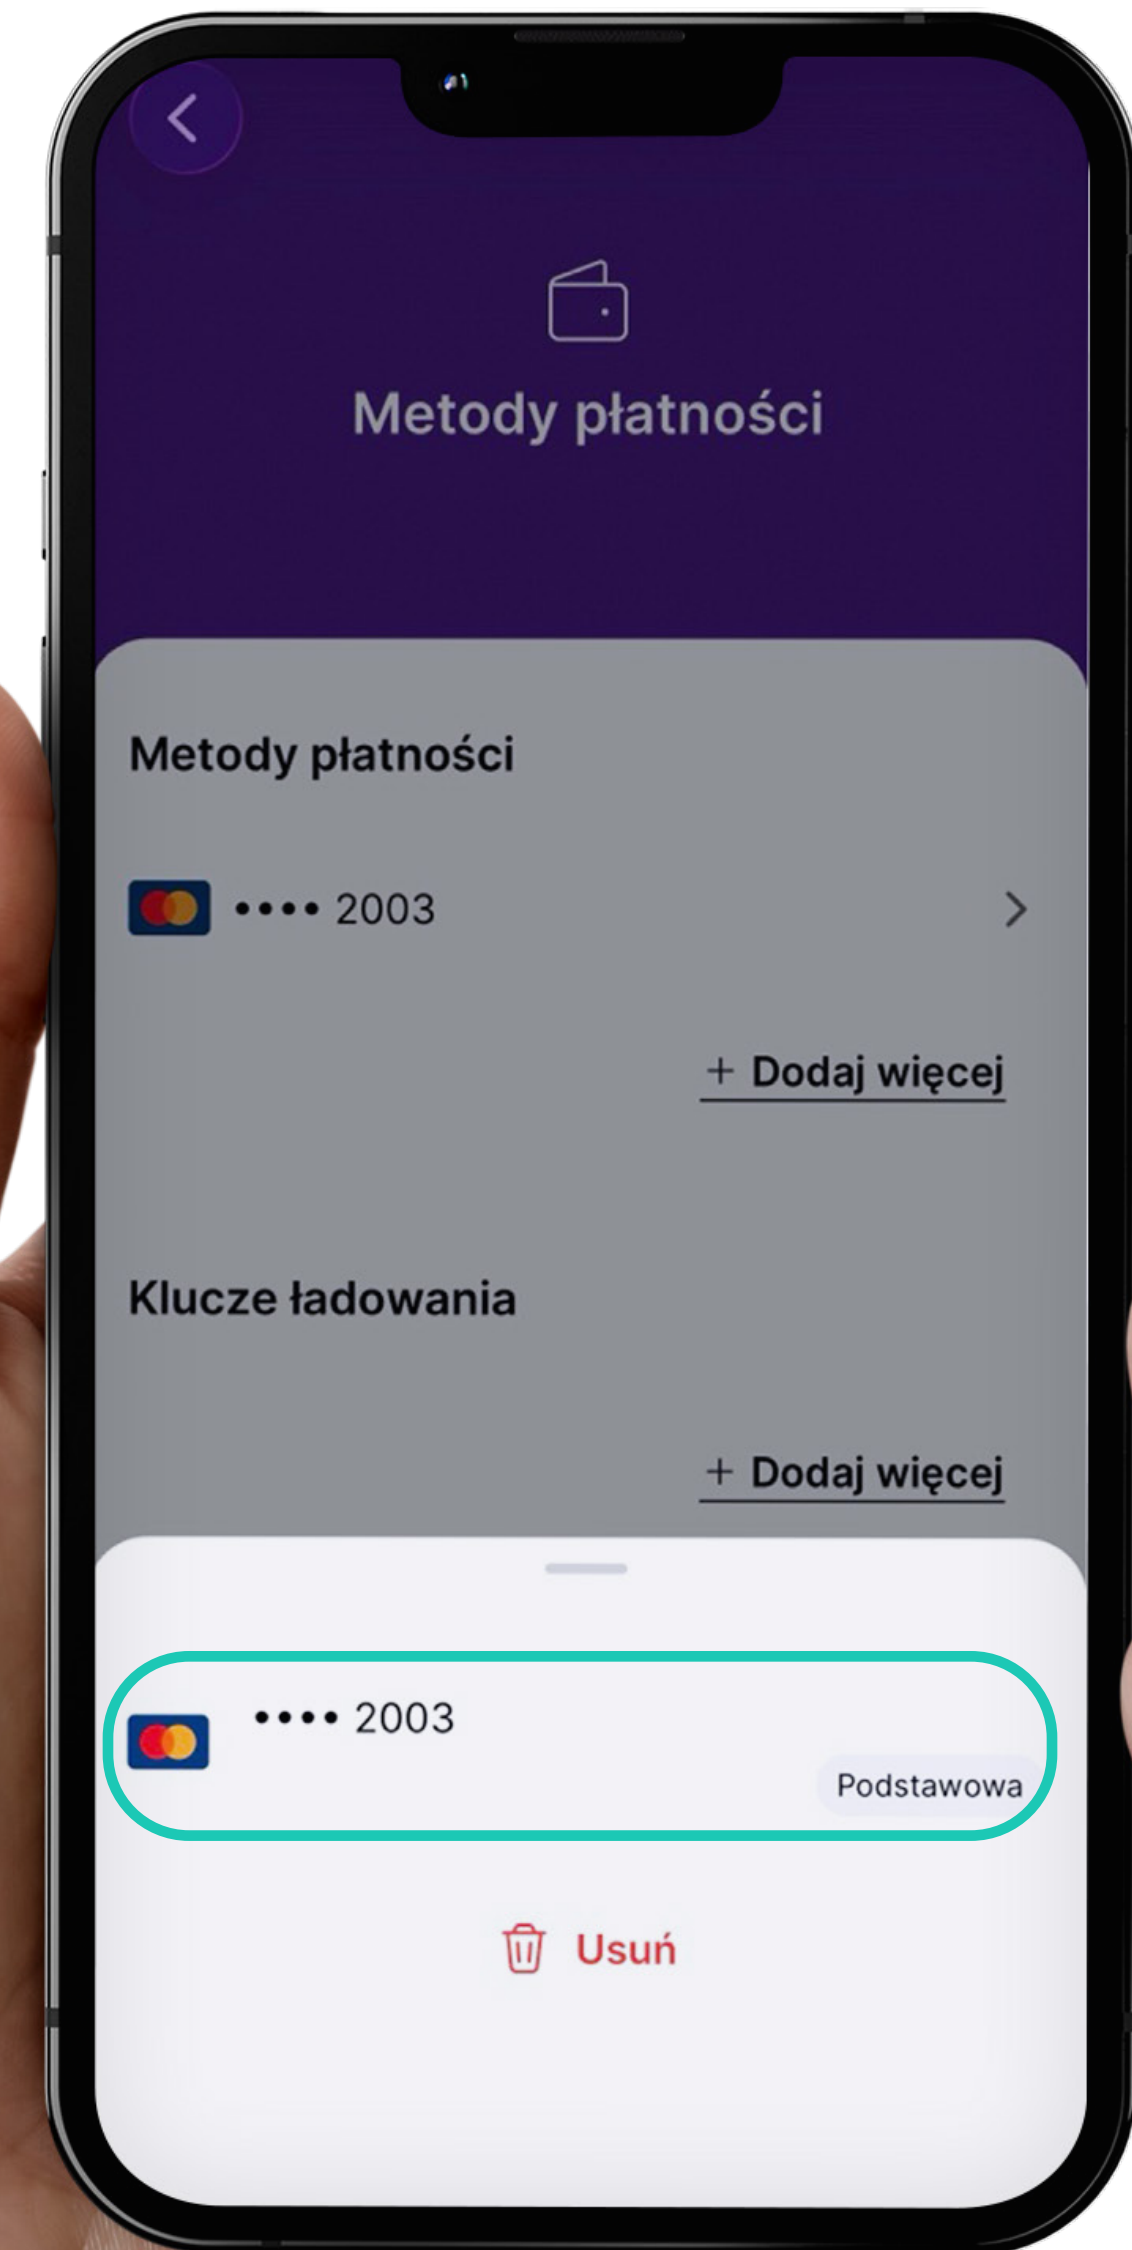 Metody płatności
Metody płatności
•••• 2003
+ Dodaj więcej
Klucze ładowania
+ Dodaj więcej
•••• 2003
Podstawowa
Usuń